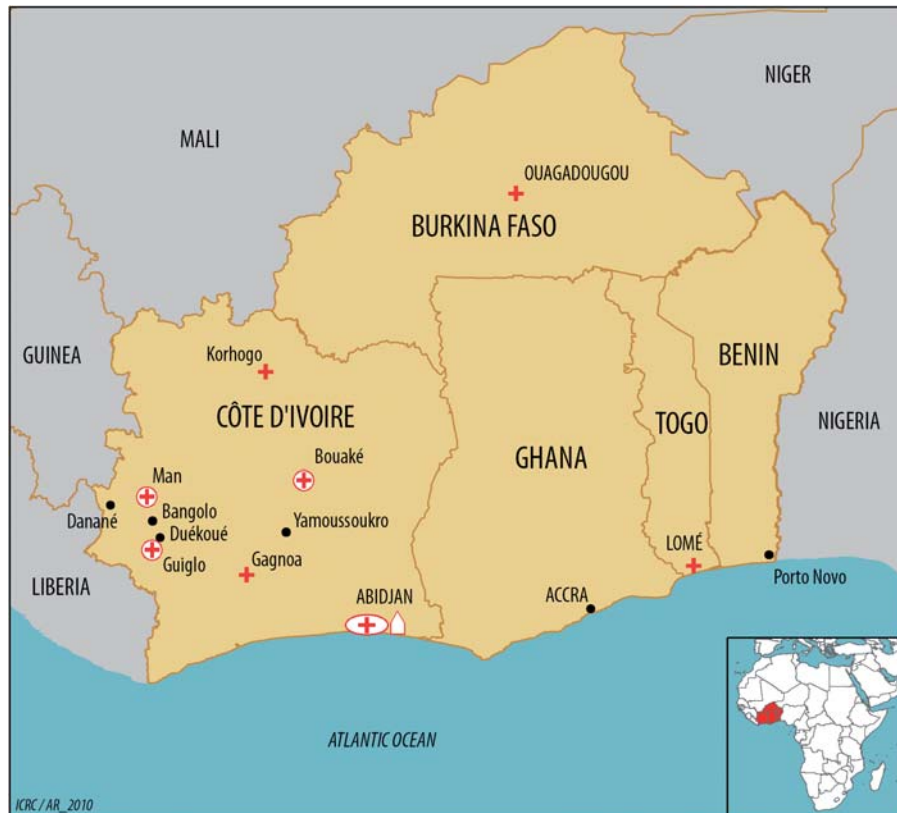 NIGER
MALI
OUAGADOUGOU
BURKINA FASO
GUINEA
Korhogo
BENIN
CÔTE D'IVOIRE
TOGO
NIGERIA
GHANA
Bouaké
Man
Danané
Bangolo
Yamoussoukro
Duékoué
LOMÉ
Guiglo
Gagnoa
Porto Novo
LIBERIA
ABIDJAN
ACCRA
ATLANTIC OCEAN
ICRC / AR_2010